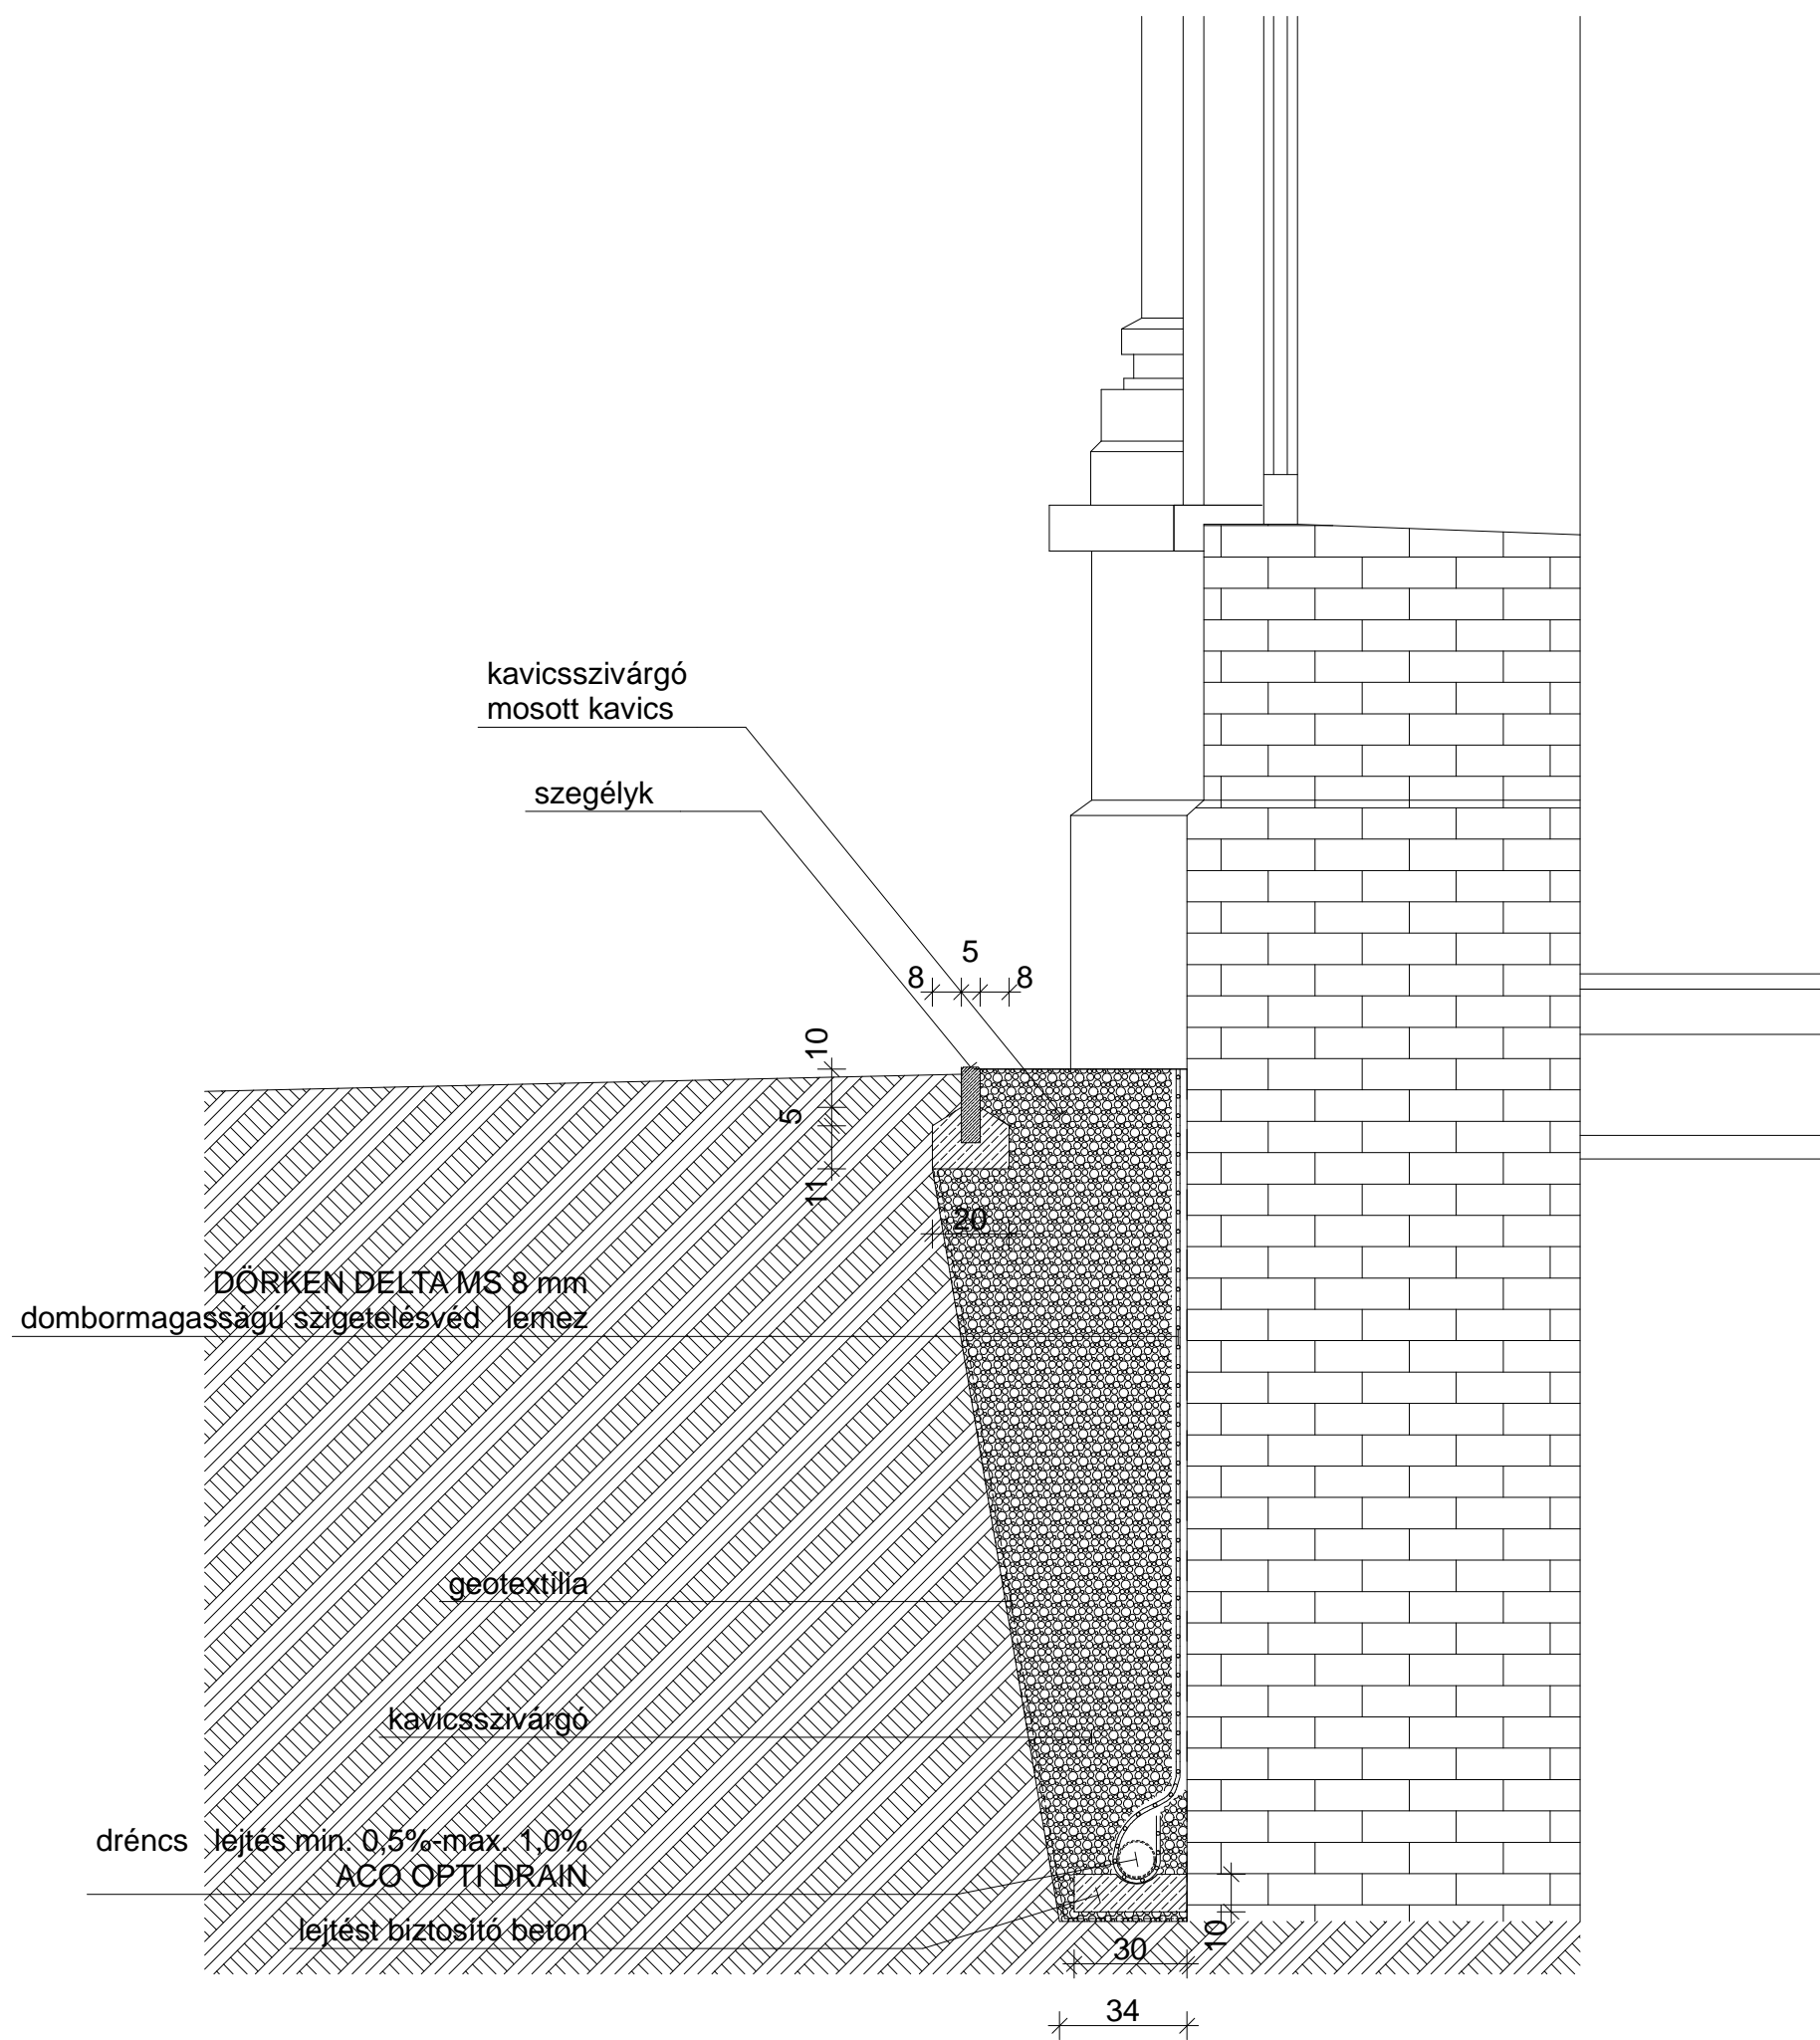 kavicsszivárgó
mosott kavics
szegélyk
5
8
8
10
5
11
20
DÖRKEN DELTA MS 8 mm
dombormagasságú szigetelésvéd lemez
geotextília
kavicsszivárgó
dréncs lejtés min. 0,5%-max. 1,0%
ACO OPTI DRAIN
lejtést biztosító beton
10
30
34